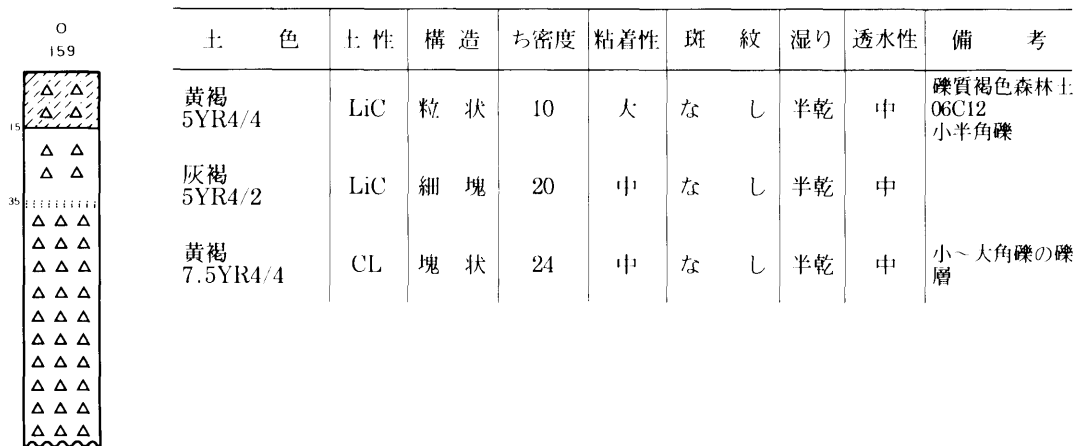 O
159
15
35
土 色 土性 構造 ち密度 粘着性 斑 紋 湿り 透水性 備 考
黄褐 5YR4/4 LiC 粒 状 10 大 な し 半乾 中 礫質褐色森林土 06C12 小半角礫
灰褐 5YR4/2 LiC 細 塊 20 中 な し 半乾 中
黄褐 7.5YR4/4 CL 塊 状 24 中 な し 半乾 中 小～大角礫の礫層